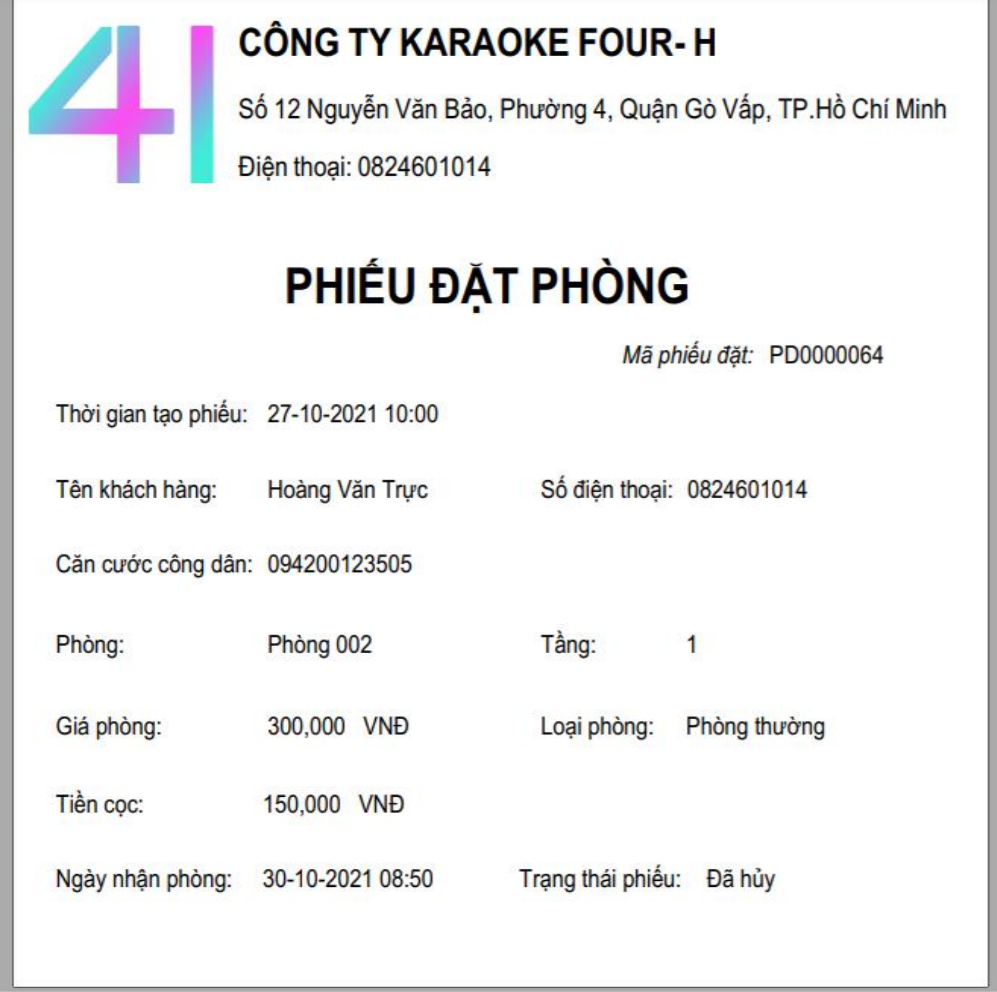 4H
CÔNG TY KARAOKE FOUR- H
Số 12 Nguyễn Văn Bảo, Phường 4, Quận Gò Vấp, TP.Hồ Chí Minh
Điện thoại: 0824601014
PHIẾU ĐẶT PHÒNG
Mã phiếu đặt: PD0000064
Thời gian tạo phiếu: 27-10-2021 10:00
Tên khách hàng: Hoàng Văn Trực Số điện thoại: 0824601014
Căn cước công dân: 094200123505
Phòng: Phòng 002 Tầng: 1
Giá phòng: 300,000 VNĐ Loại phòng: Phòng thường
Tiền cọc: 150,000 VNĐ
Ngày nhận phòng: 30-10-2021 08:50 Trạng thái phiếu: Đã hủy